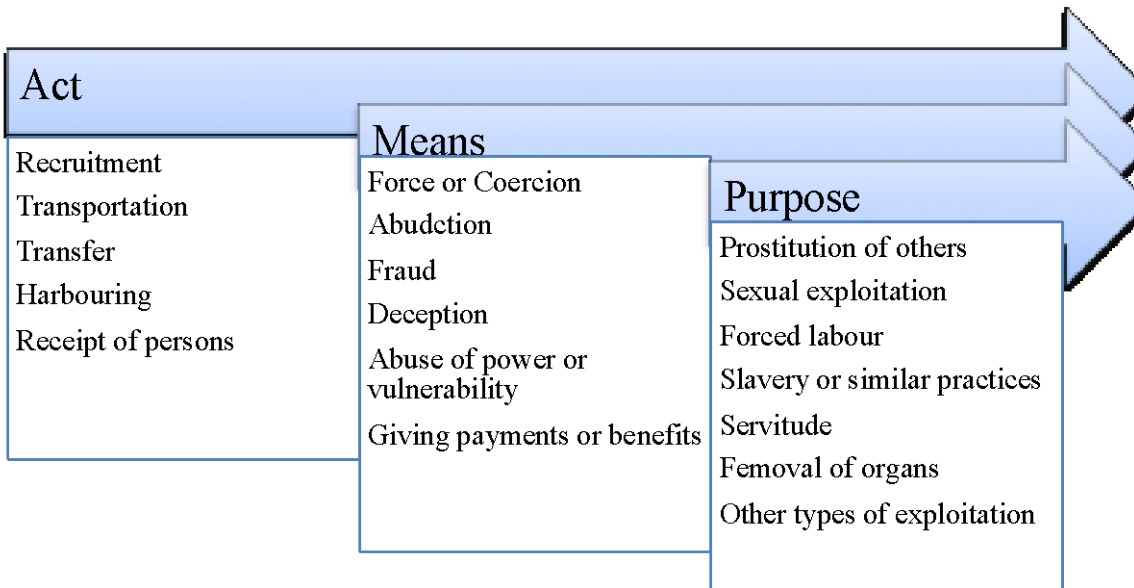 Act
Recruitment
Transportation
Transfer
Harbouring
Receipt of persons
Means
Force or Coercion
Abudction
Fraud
Deception
Abuse of power or
vulnerability
Giving payments or benefits
Purpose
Prostitution of others
Sexual exploitation
Forced labour
Slavery or similar practices
Servitude
Femoval of organs
Other types of exploitation